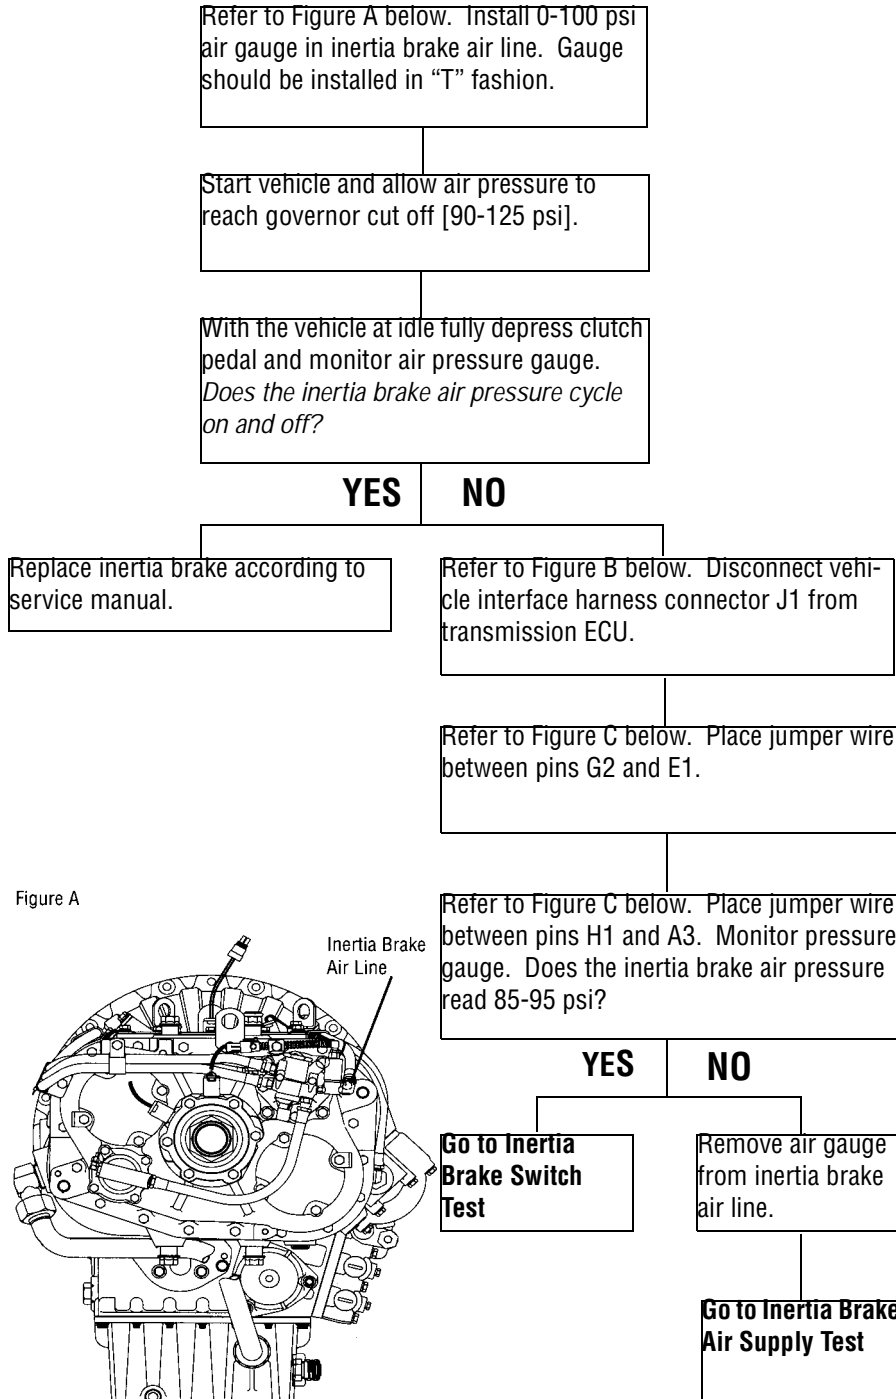 Refer to Figure A below.  Install 0-100 psi
air gauge in inertia brake air line.  Gauge
should be installed in “T” fashion.
Start vehicle and allow air pressure to
reach governor cut off [90-125 psi].
With the vehicle at idle fully depress clutch
pedal and monitor air pressure gauge.
Does the inertia brake air pressure cycle
on and off?
YES NO
Replace inertia brake according to
service manual.
Refer to Figure B below.  Disconnect vehi-
cle interface harness connector J1 from
transmission ECU.
Refer to Figure C below.  Place jumper wire
between pins G2 and E1.
Refer to Figure C below.  Place jumper wire
between pins H1 and A3.  Monitor pressure
gauge.  Does the inertia brake air pressure
read 85-95 psi?
YES NO
Go to Inertia
Brake Switch
Test
Remove air gauge
from inertia brake
air line.
Go to Inertia Brake
Air Supply Test
Figure A
Inertia Brake
Air Line